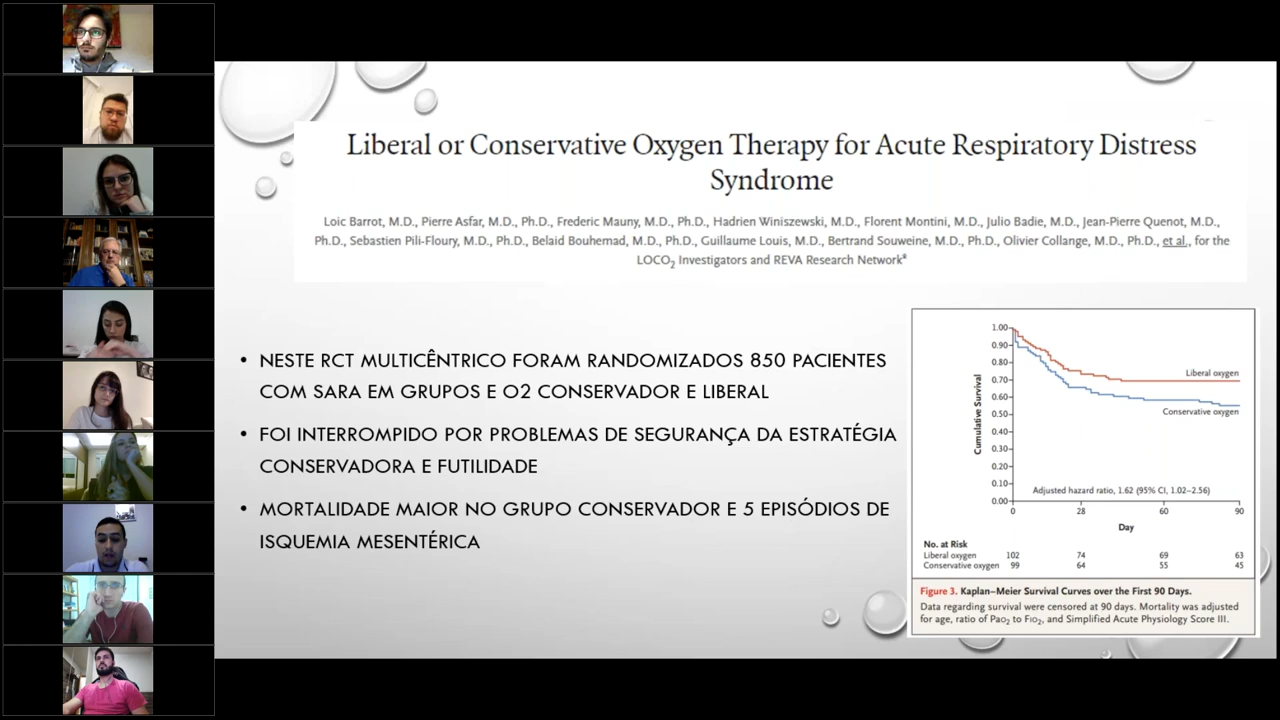 Liberal or Conservative Oxygen Therapy for Acute Respiratory Distress
Syndrome
Loic Barrot, M.D., Pierre Asfar, M.D., Ph.D., Frederic Mauny, M.D., Ph.D., Hadrien Winiszewski, M.D., Florent Montini, M.D., Julio Badie, M.D., Jean-Pierre Quenot, M.D.,
Ph.D., Sebastien Pili-Floury, M.D., Ph.D., Belaid Bouhemad, M.D., Ph.D., Guillaume Louis, M.D., Bertrand Souweine, M.D., Ph.D., Olivier Collange, M.D., Ph.D., et al., for the
LOCO2 Investigators and REVA Research Network*
• NESTE RCT MULTICÊNTRICO FORAM RANDOMIZADOS 850 PACIENTES
COM SARA EM GRUPOS E O2 CONSERVADOR E LIBERAL
• FOI INTERROMPIDO POR PROBLEMAS DE SEGURANÇA DA ESTRATÉGIA
CONSERVADORA E FUTILIDADE
• MORTALIDADE MAIOR NO GRUPO CONSERVADOR E 5 EPISÓDIOS DE
ISQUEMIA MESENTÉRICA
Cumulative Survival
1.00
0.90
0.80
0.70
0.60
0.50
0.40
0.30
0.20
0.10
0.00
Liberal oxygen
Conservative oxygen
Adjusted hazard ratio, 1.62 (95% CI, 1.02–2.56)
0 28 60 90
Day
No. at Risk
Liberal oxygen 102 74 69 63
Conservative oxygen 99 64 55 45
Figure 3. Kaplan–Meier Survival Curves over the First 90 Days.
Data regarding survival were censored at 90 days. Mortality was adjusted
for age, ratio of PaO2 to FIO2, and Simplified Acute Physiology Score III.